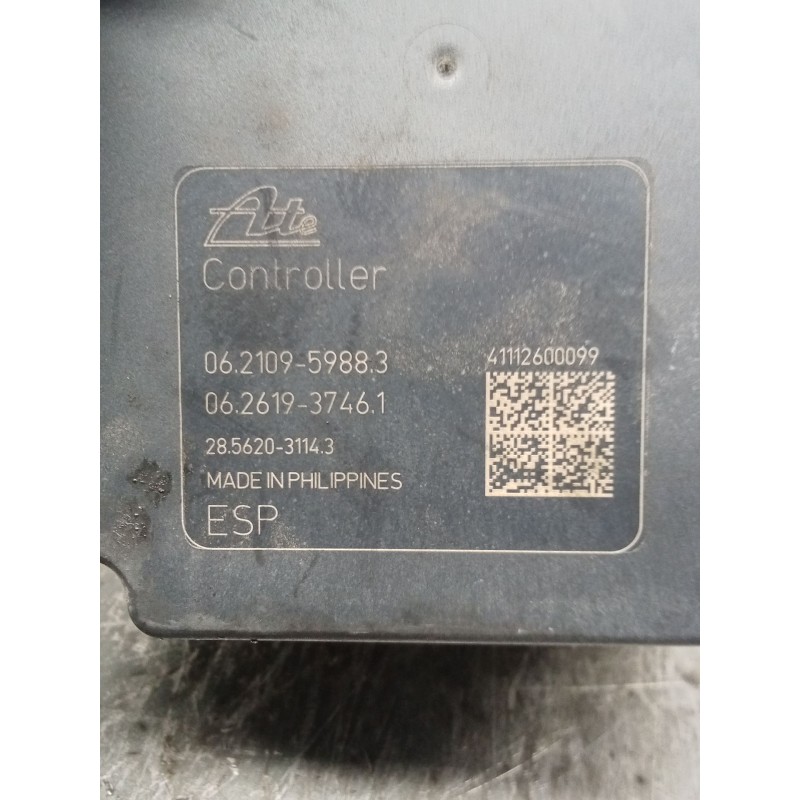 Ate
Controller
06.2109-5988.3
06.2619-3746.1
28.5620-3114.3
MADE IN PHILIPPINES
ESP
41112600099